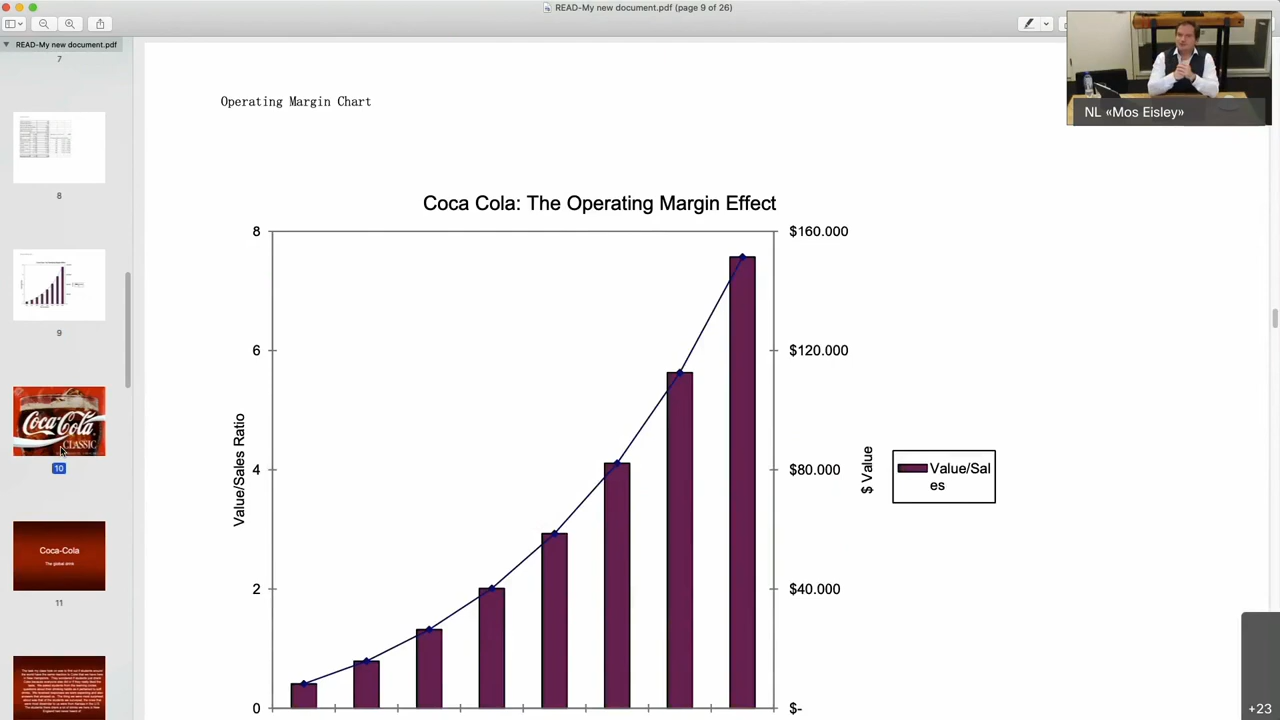 READ-My new document.pdf (page 9 of 26)
READ-My new document.pdf
7
8
9
Coca-Cola
CLASSIC
10
Coca-Cola
The global drink
11
Operating Margin Chart
Coca Cola: The Operating Margin Effect
8
6
4
2
0
Value/Sales Ratio
$160.000
$120.000
$80.000
$40.000
$-
$ Value
Value/Sal
es
NL «Mos Eisley»
+23